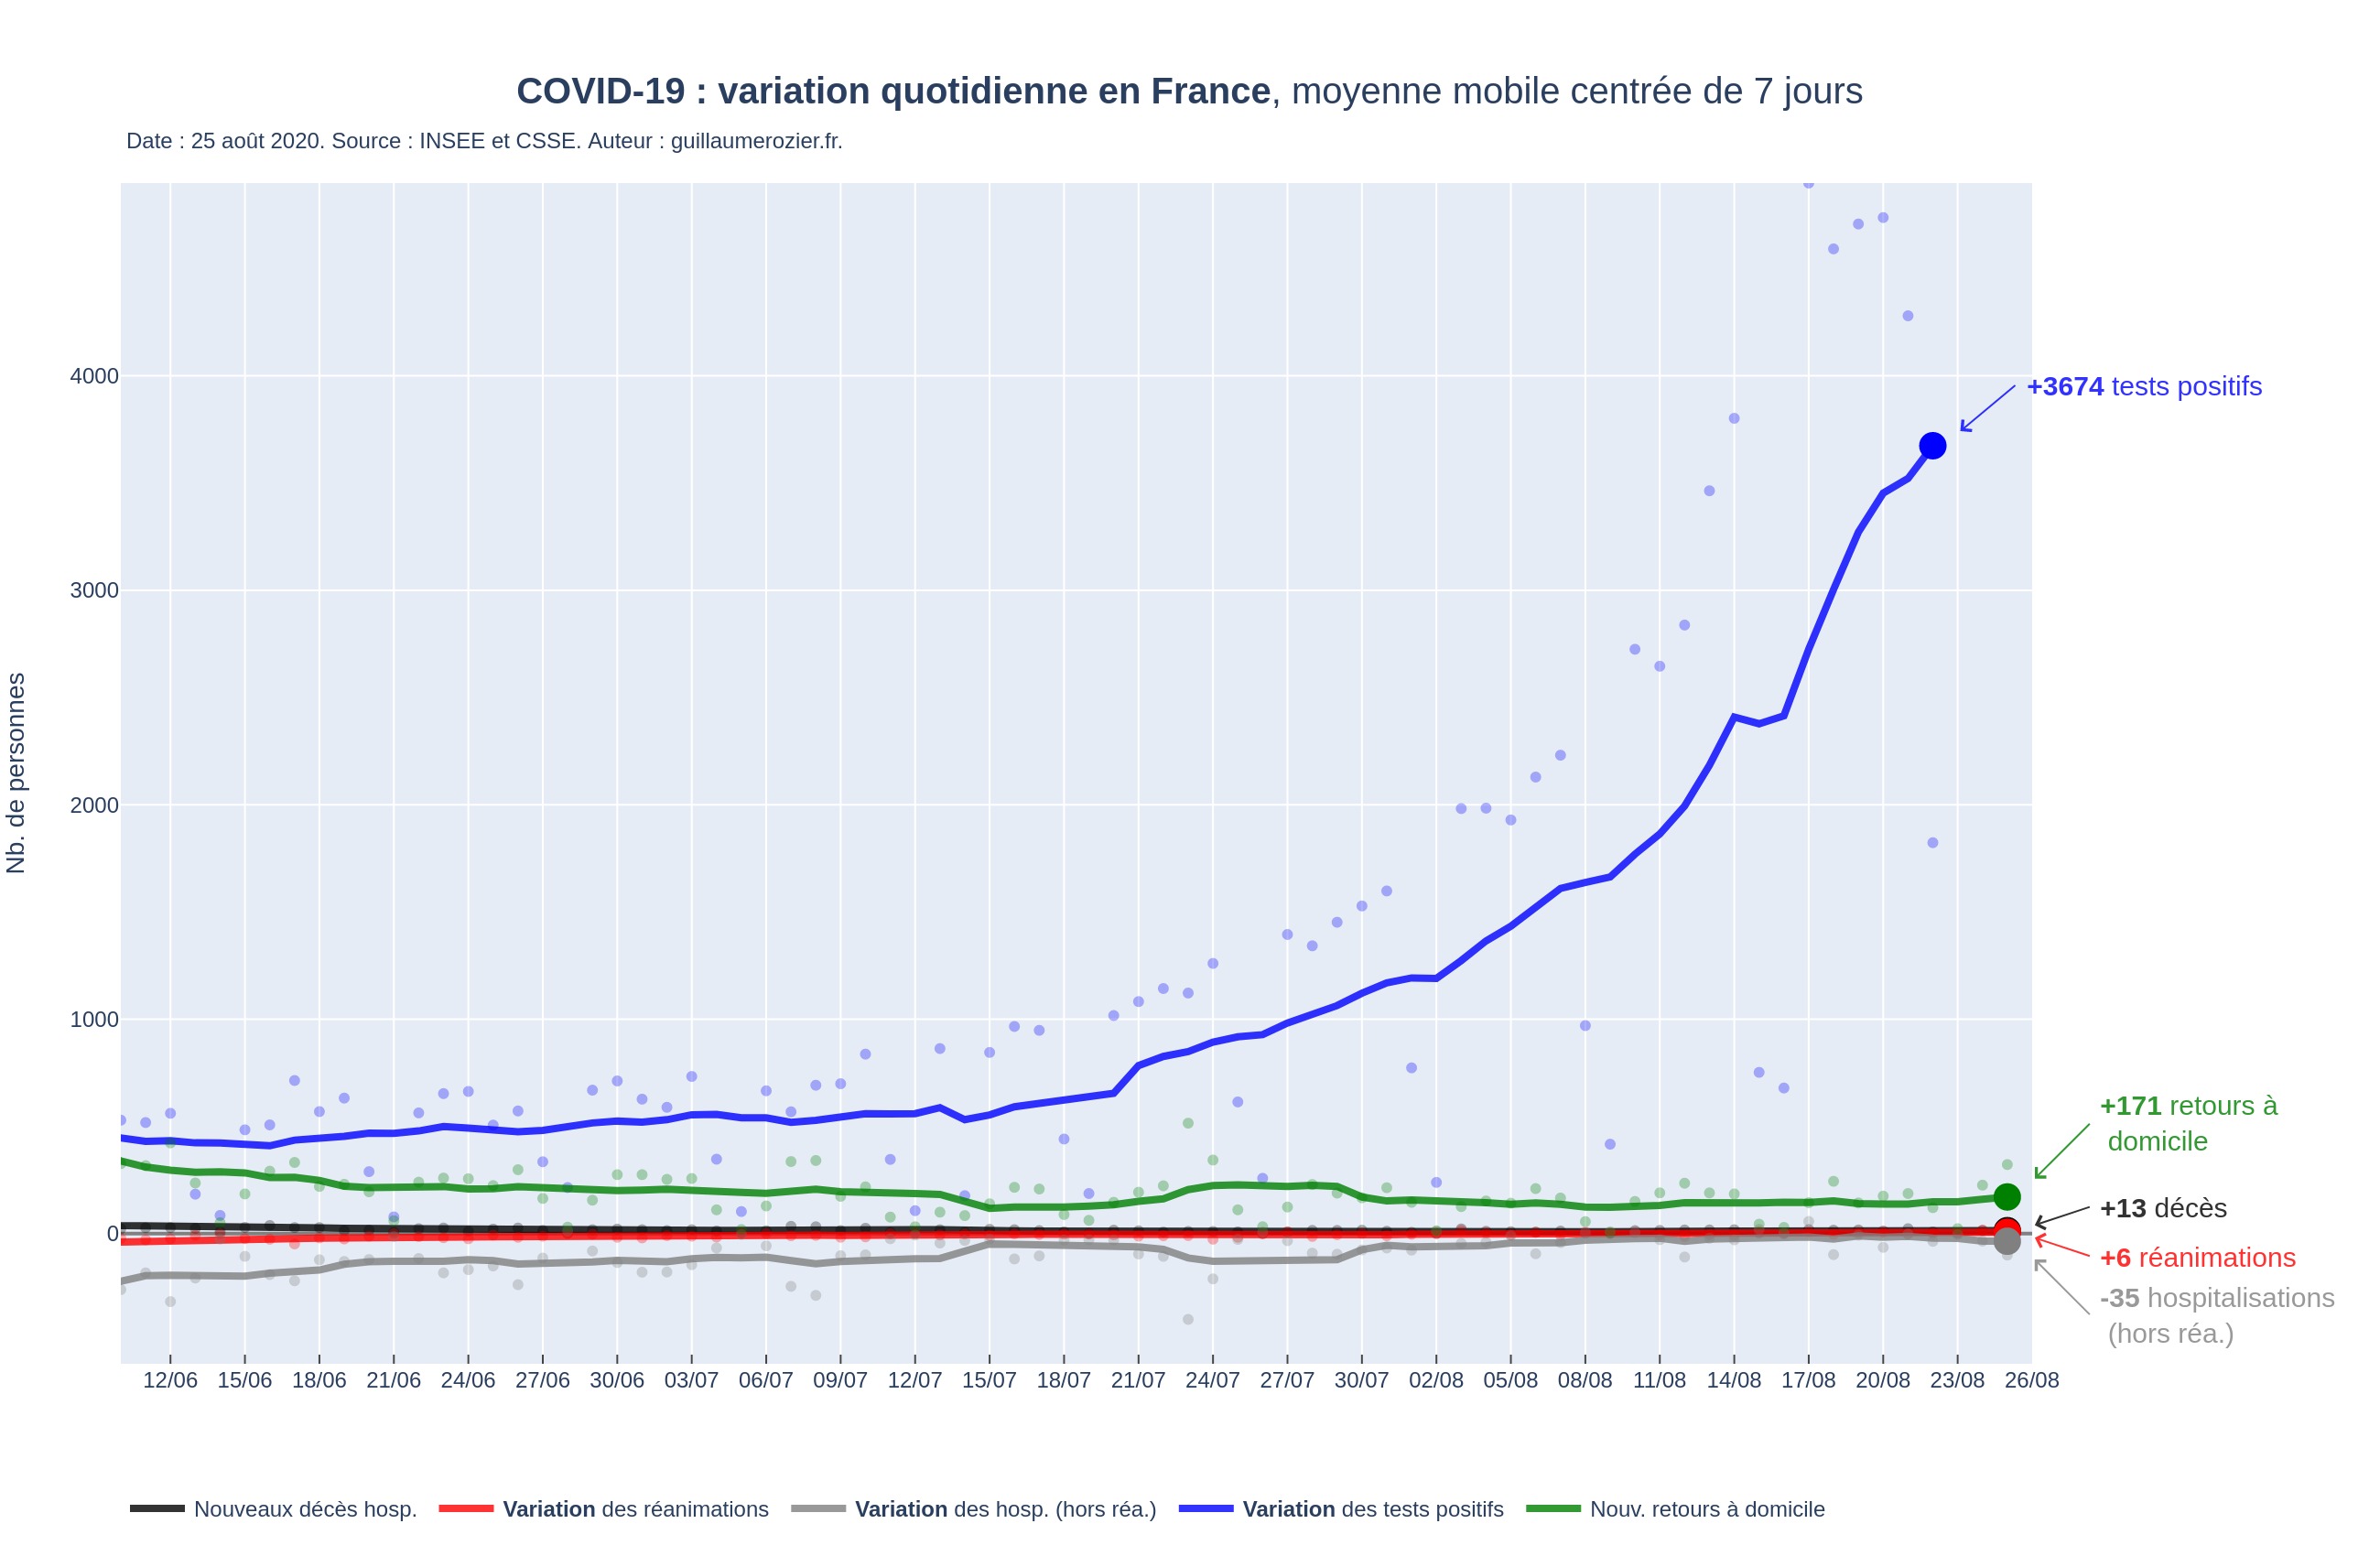 COVID-19 : variation quotidienne en France, moyenne mobile centrée de 7 jours
Date : 25 août 2020. Source : INSEE et CSSE. Auteur : guillaumerozier.fr.
Nb. de personnes
4000
3000
2000
1000
0
+3674 tests positifs
+171 retours à
domicile
+13 décès
+6 réanimations
-35 hospitalisations
(hors réa.)
12/06 15/06 18/06 21/06 24/06 27/06 30/06 03/07 06/07 09/07 12/07 15/07 18/07 21/07 24/07 27/07 30/07 02/08 05/08 08/08 11/08 14/08 17/08 20/08 23/08 26/08
Nouveaux décès hosp. Variation des réanimations Variation des hosp. (hors réa.) Variation des tests positifs Nouv. retours à domicile